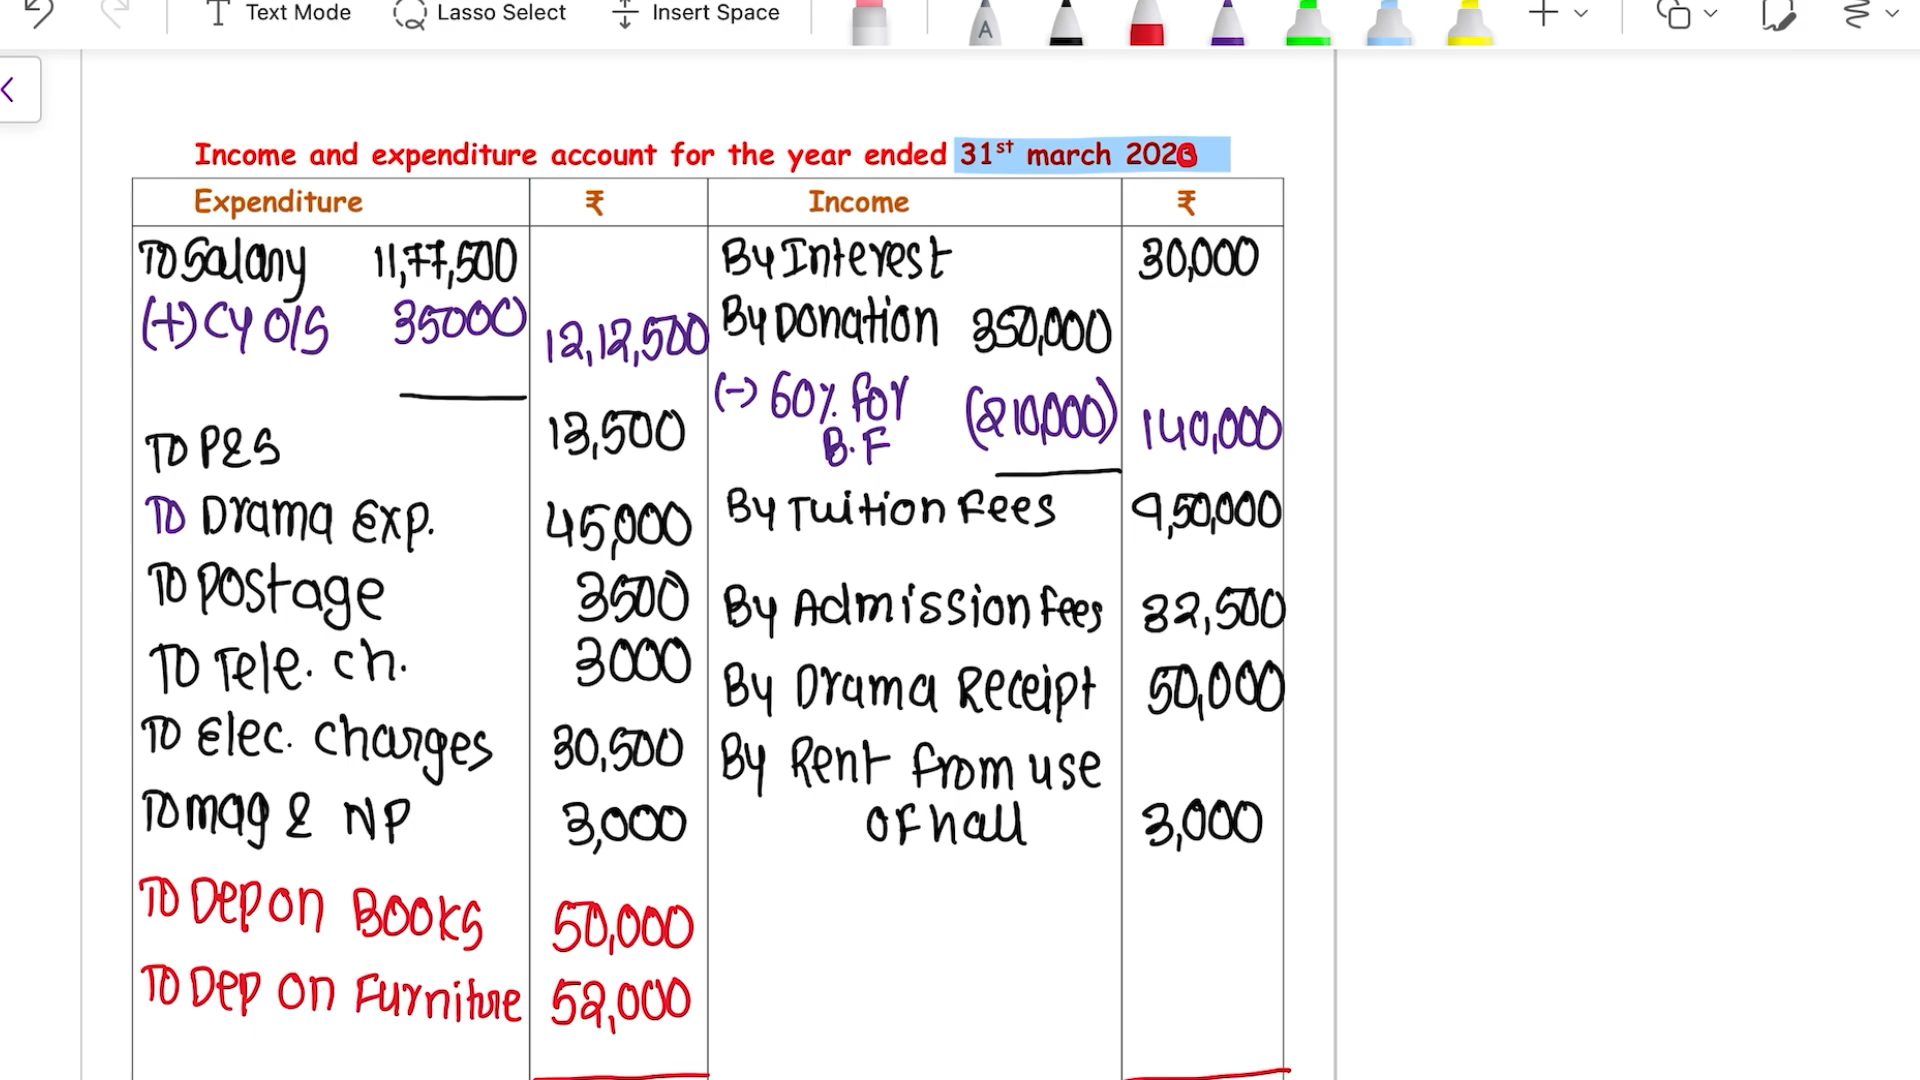 Text Mode Lasso Select Insert Space
A
Income and expenditure account for the year ended 31st march 2023
Expenditure ₹ Income ₹
To Salary 11,77,500 By Interest 30,000
(+) CY O/S 35000 12,12,500 By Donation 350,000
(-) 60% for B.F (210,000) 140,000
To P&S 13,500
To Drama Exp. 45,000 By Tuition Fees 9,50,000
To Postage 3500 By Admission fees 32,500
To Tele. ch. 3000 By Drama Receipt 50,000
To Elec. charges 30,500 By Rent from use
To mag & NP 3,000 of hall 3,000
To Dep on Books 50,000
To Dep on Furniture 52,000